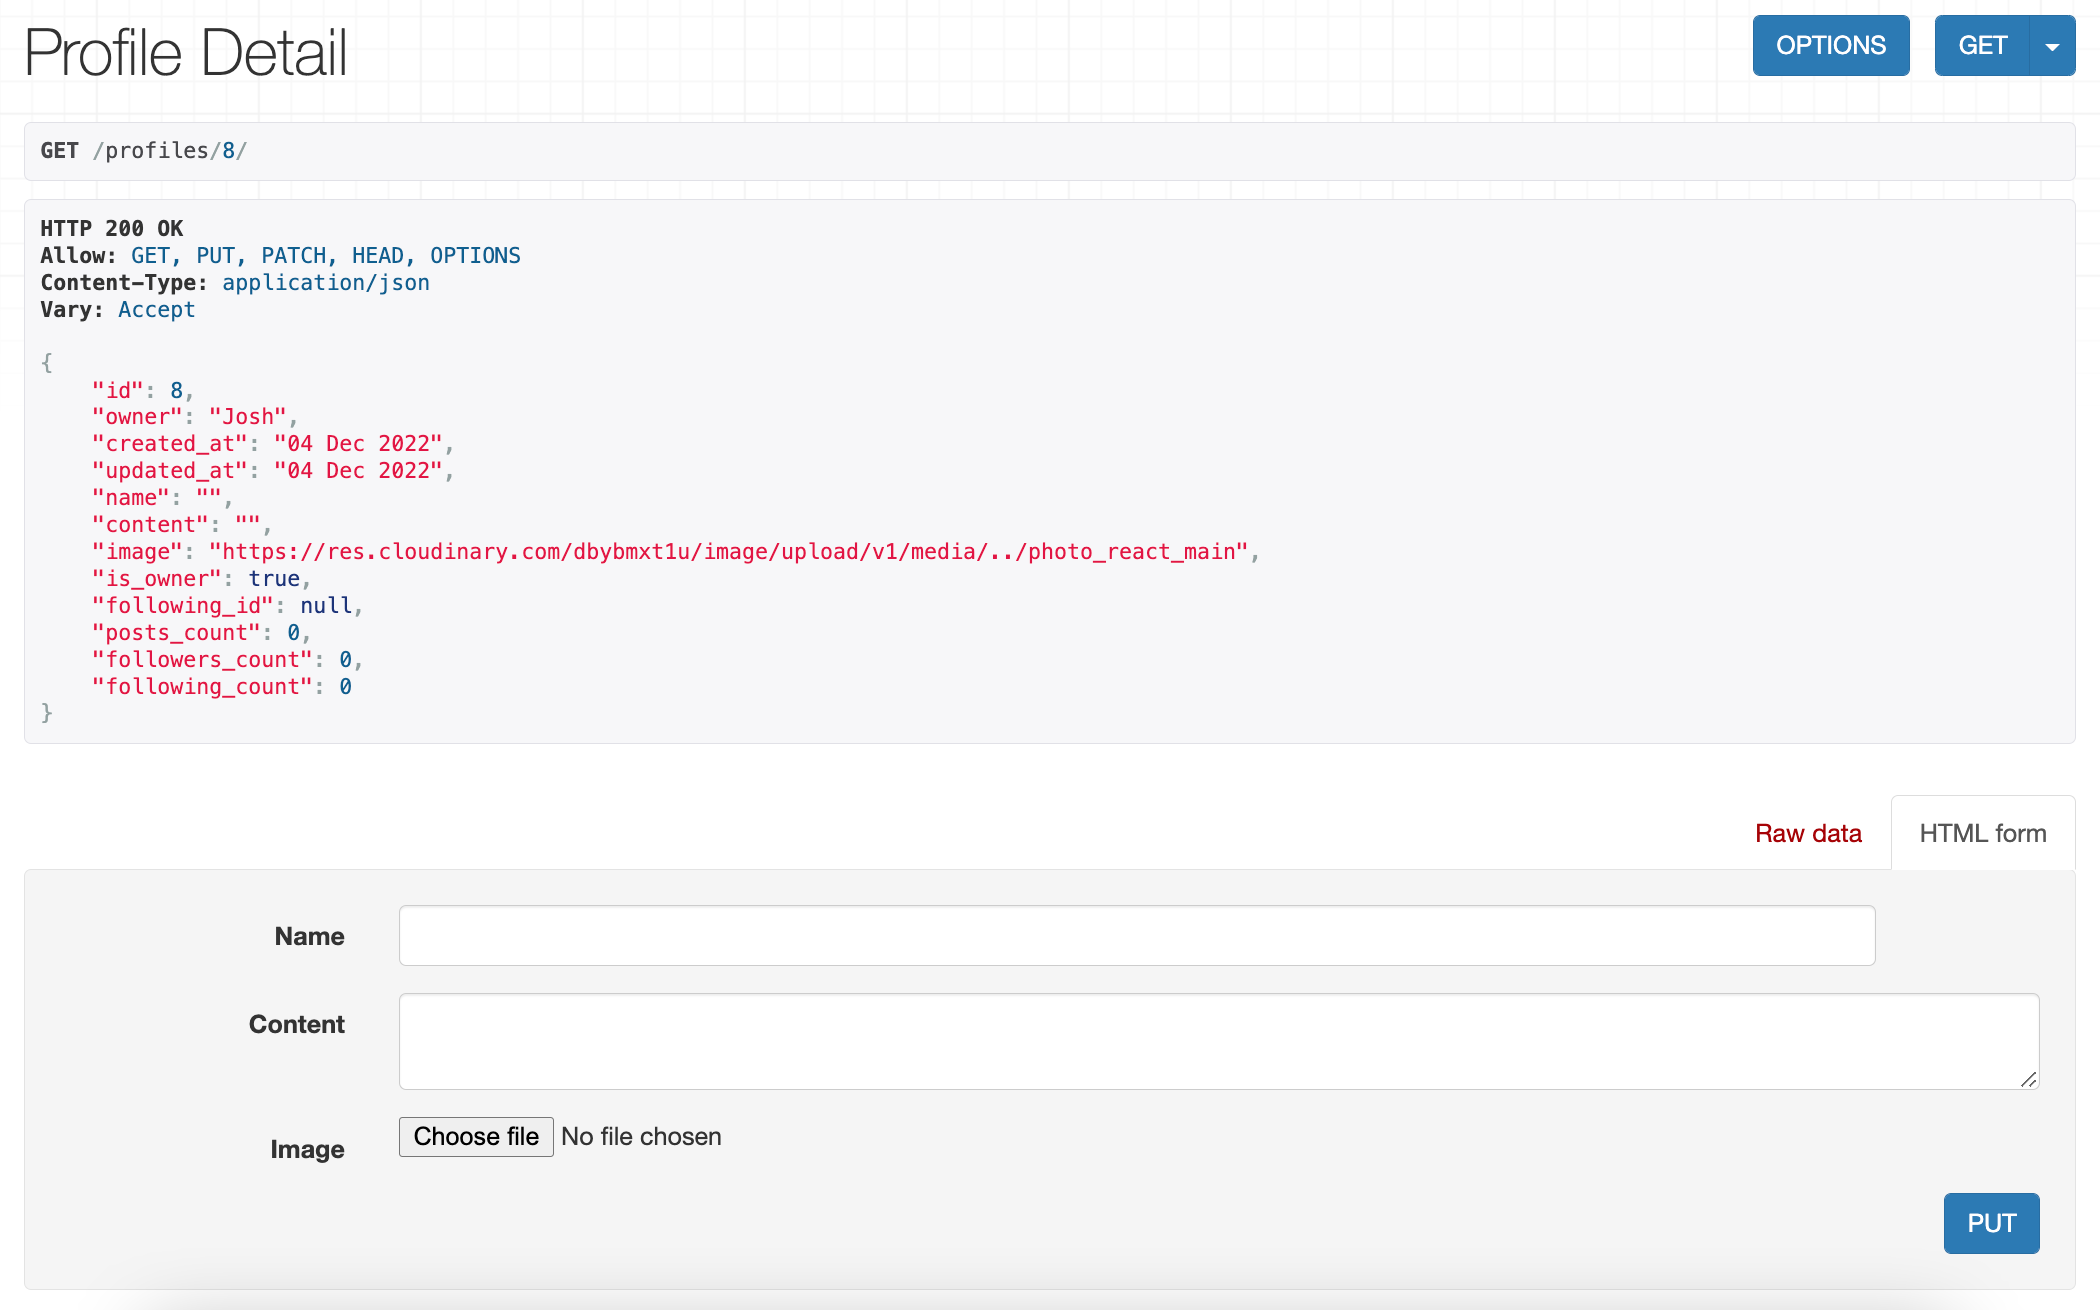 Profile Detail
OPTIONS
GET
GET /profiles/8/
HTTP 200 OK
Allow: GET, PUT, PATCH, HEAD, OPTIONS
Content-Type: application/json
Vary: Accept
{
    "id": 8,
    "owner": "Josh",
    "created_at": "04 Dec 2022",
    "updated_at": "04 Dec 2022",
    "name": "",
    "content": "",
    "image": "https://res.cloudinary.com/dbybmxt1u/image/upload/v1/media/../photo_react_main",
    "is_owner": true,
    "following_id": null,
    "posts_count": 0,
    "followers_count": 0,
    "following_count": 0
}
Raw data
HTML form
Name
Content
Image
Choose file No file chosen
PUT